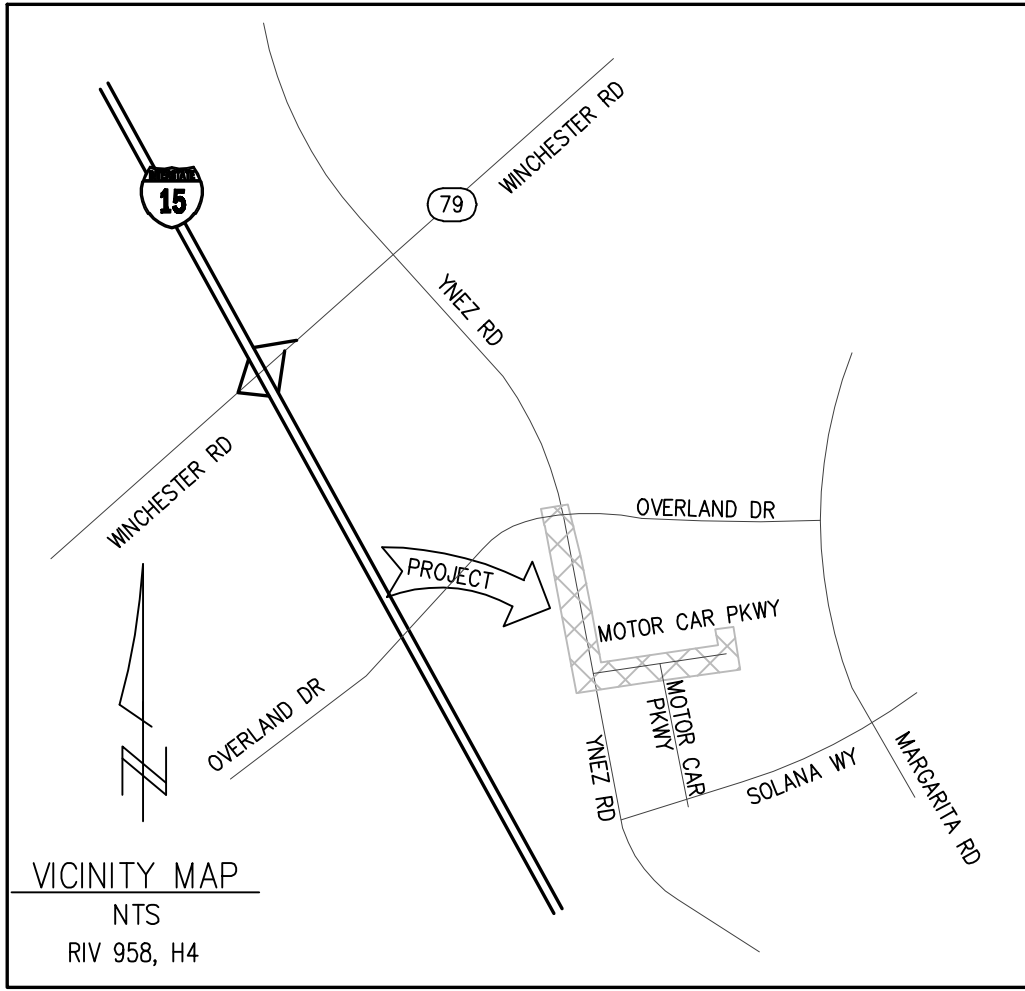 WINCHESTER RD
INTERSTATE
15
79
YNEZ RD
WINCHESTER RD
OVERLAND DR
PROJECT
MOTOR CAR PKWY
OVERLAND DR
MOTOR CAR
PKWY
YNEZ RD
SOLANA WY
MARGARITA RD
N
VICINITY MAP
NTS
RIV 958, H4